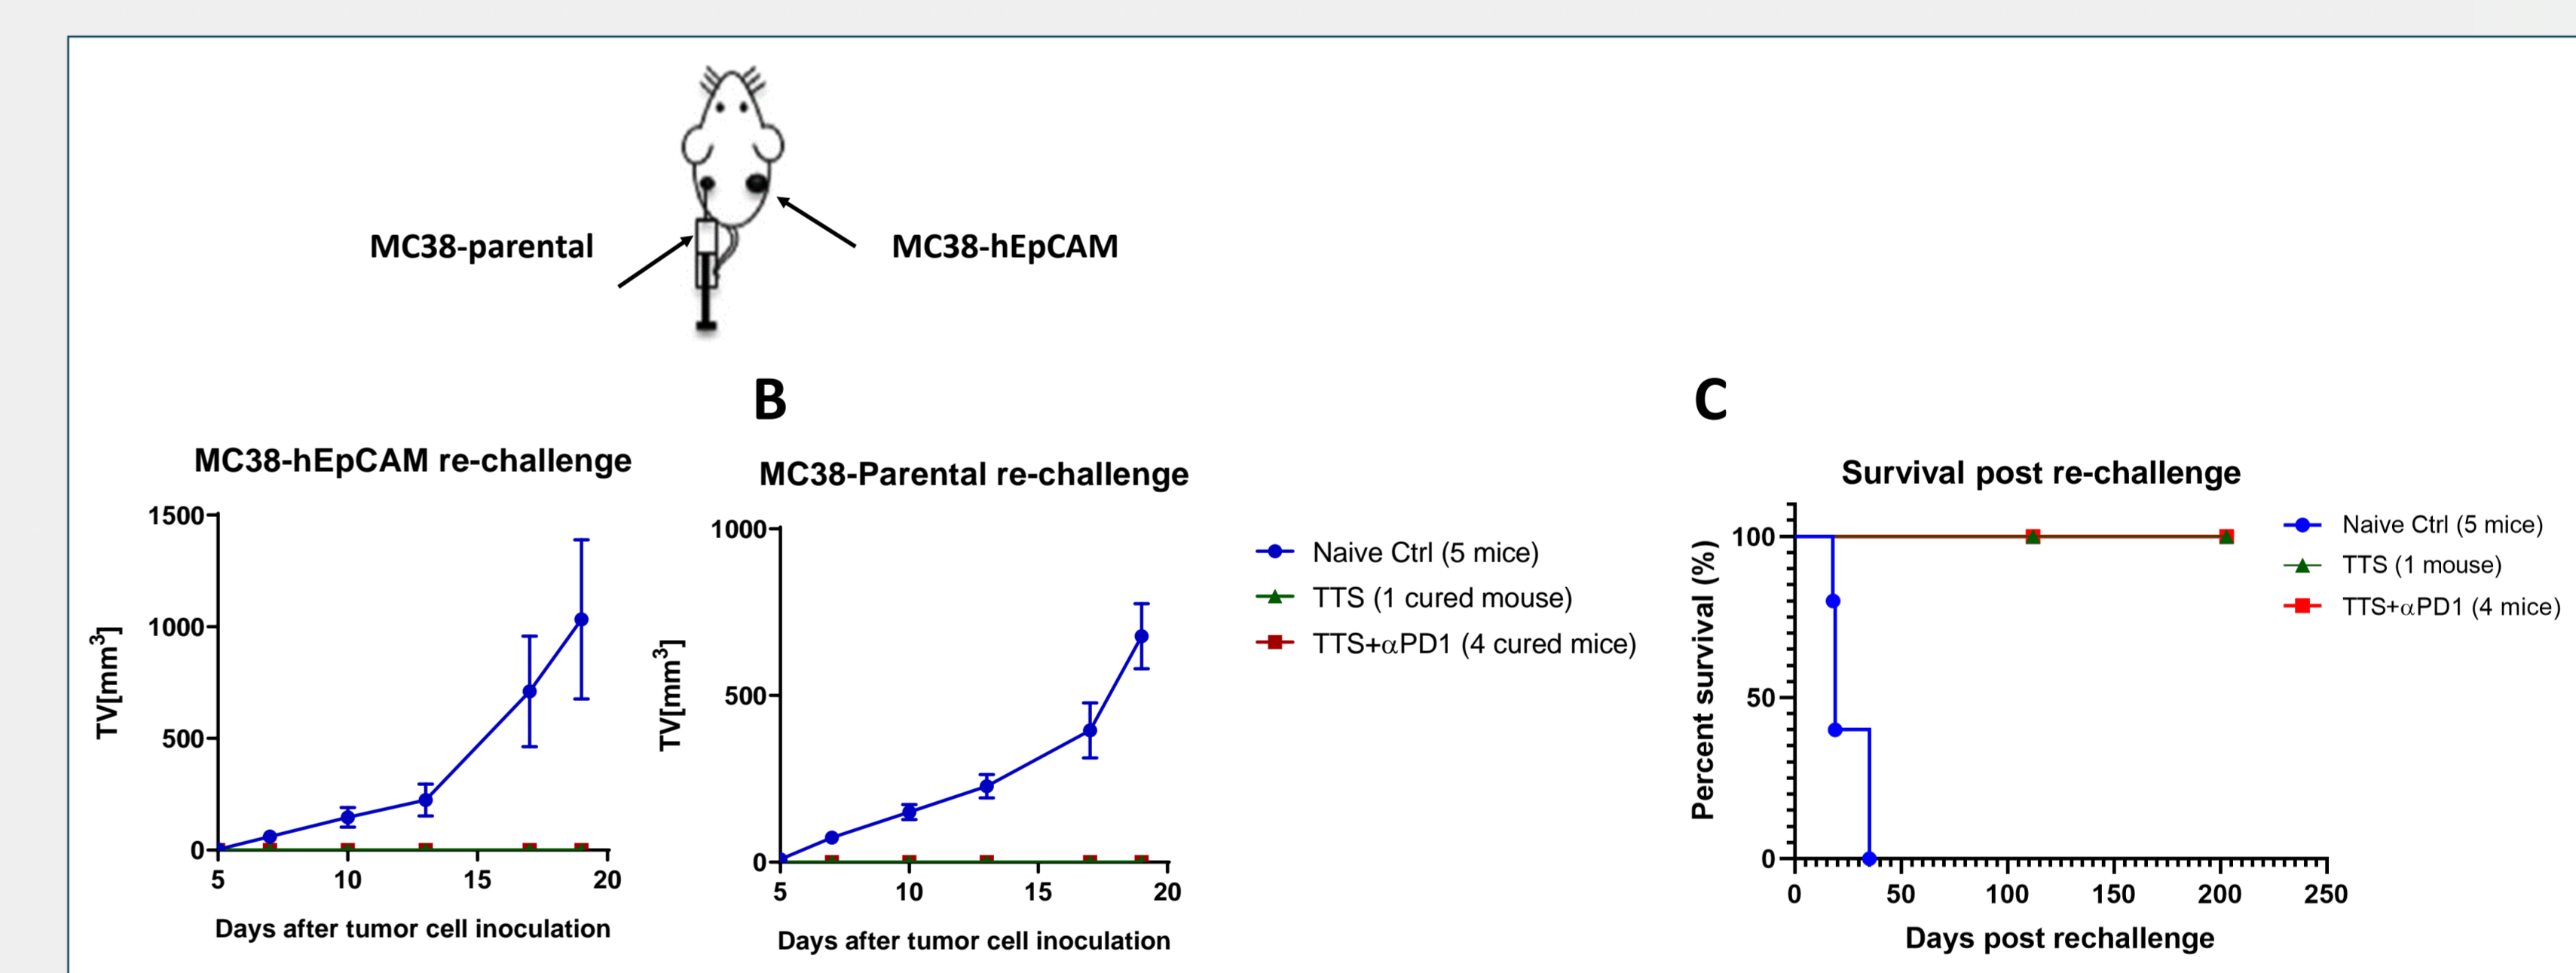 MC38-parental
MC38-hEpCAM
B
C
MC38-hEpCAM re-challenge
1500
1000
500
0
5 10 15 20
TV[mm³]
Days after tumor cell inoculation
MC38-Parental re-challenge
1000
500
0
5 10 15 20
TV[mm³]
Days after tumor cell inoculation
Naive Ctrl (5 mice)
TTS (1 cured mouse)
TTS+αPD1 (4 cured mice)
Survival post re-challenge
100
50
0
0 50 100 150 200 250
Percent survival (%)
Days post rechallenge
Naive Ctrl (5 mice)
TTS (1 mouse)
TTS+αPD1 (4 mice)